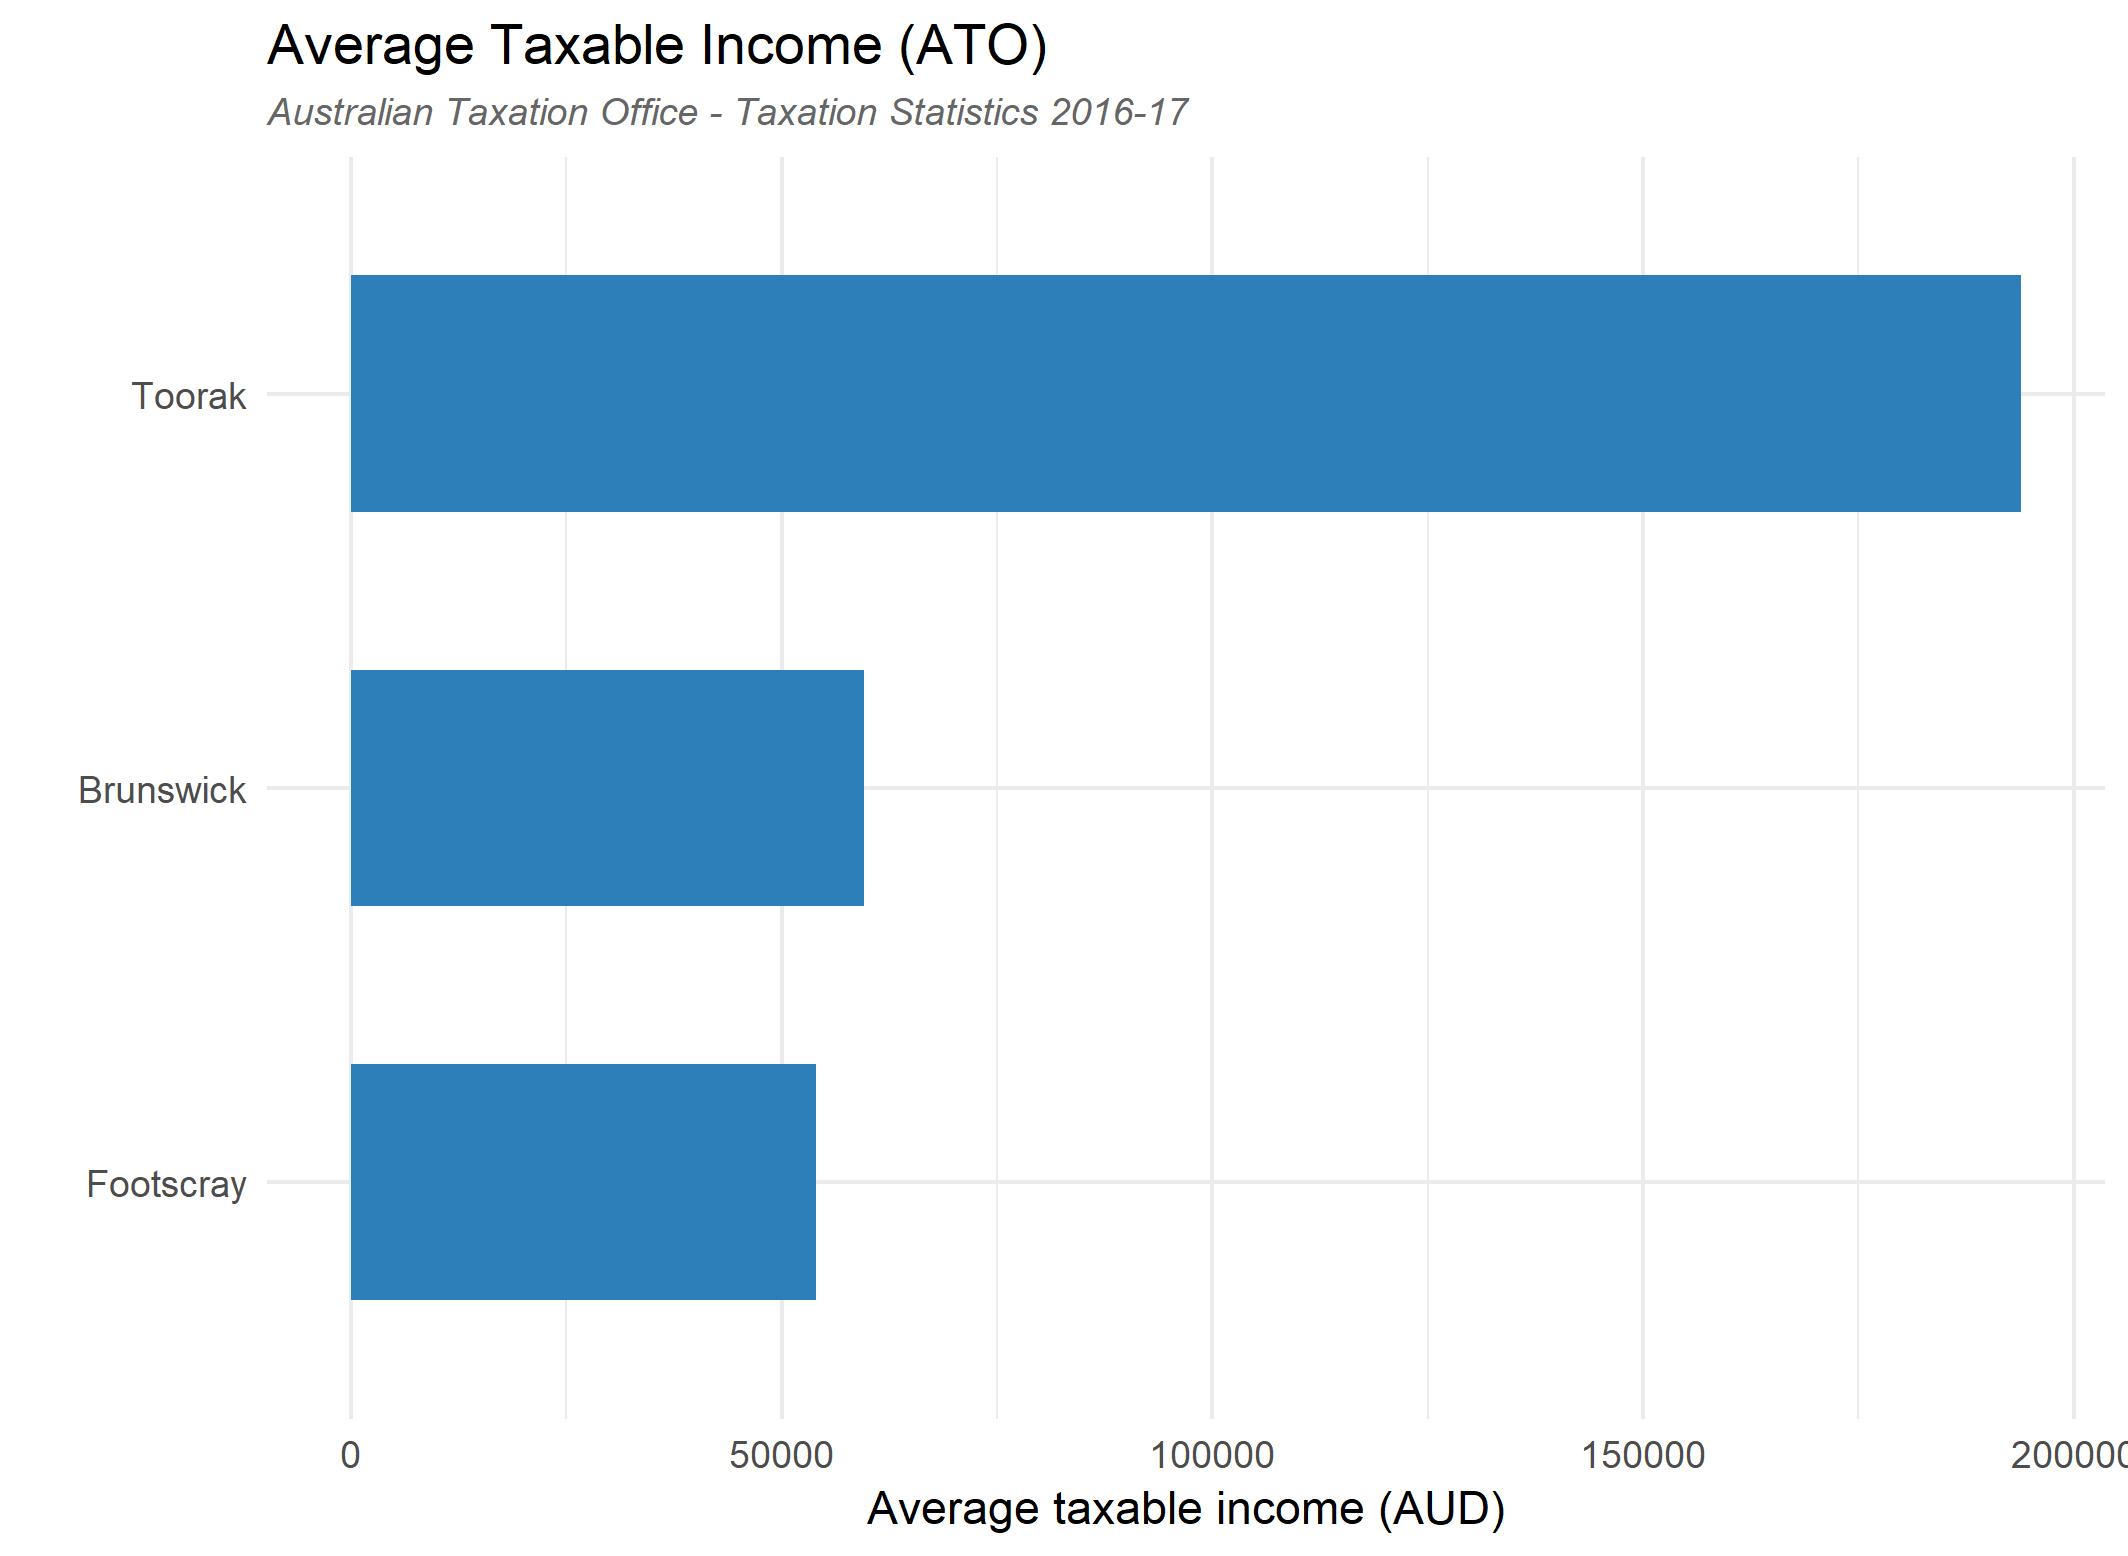 Average Taxable Income (ATO)
Australian Taxation Office - Taxation Statistics 2016-17
Toorak
Brunswick
Footscray
0 50000 100000 150000 200000
Average taxable income (AUD)